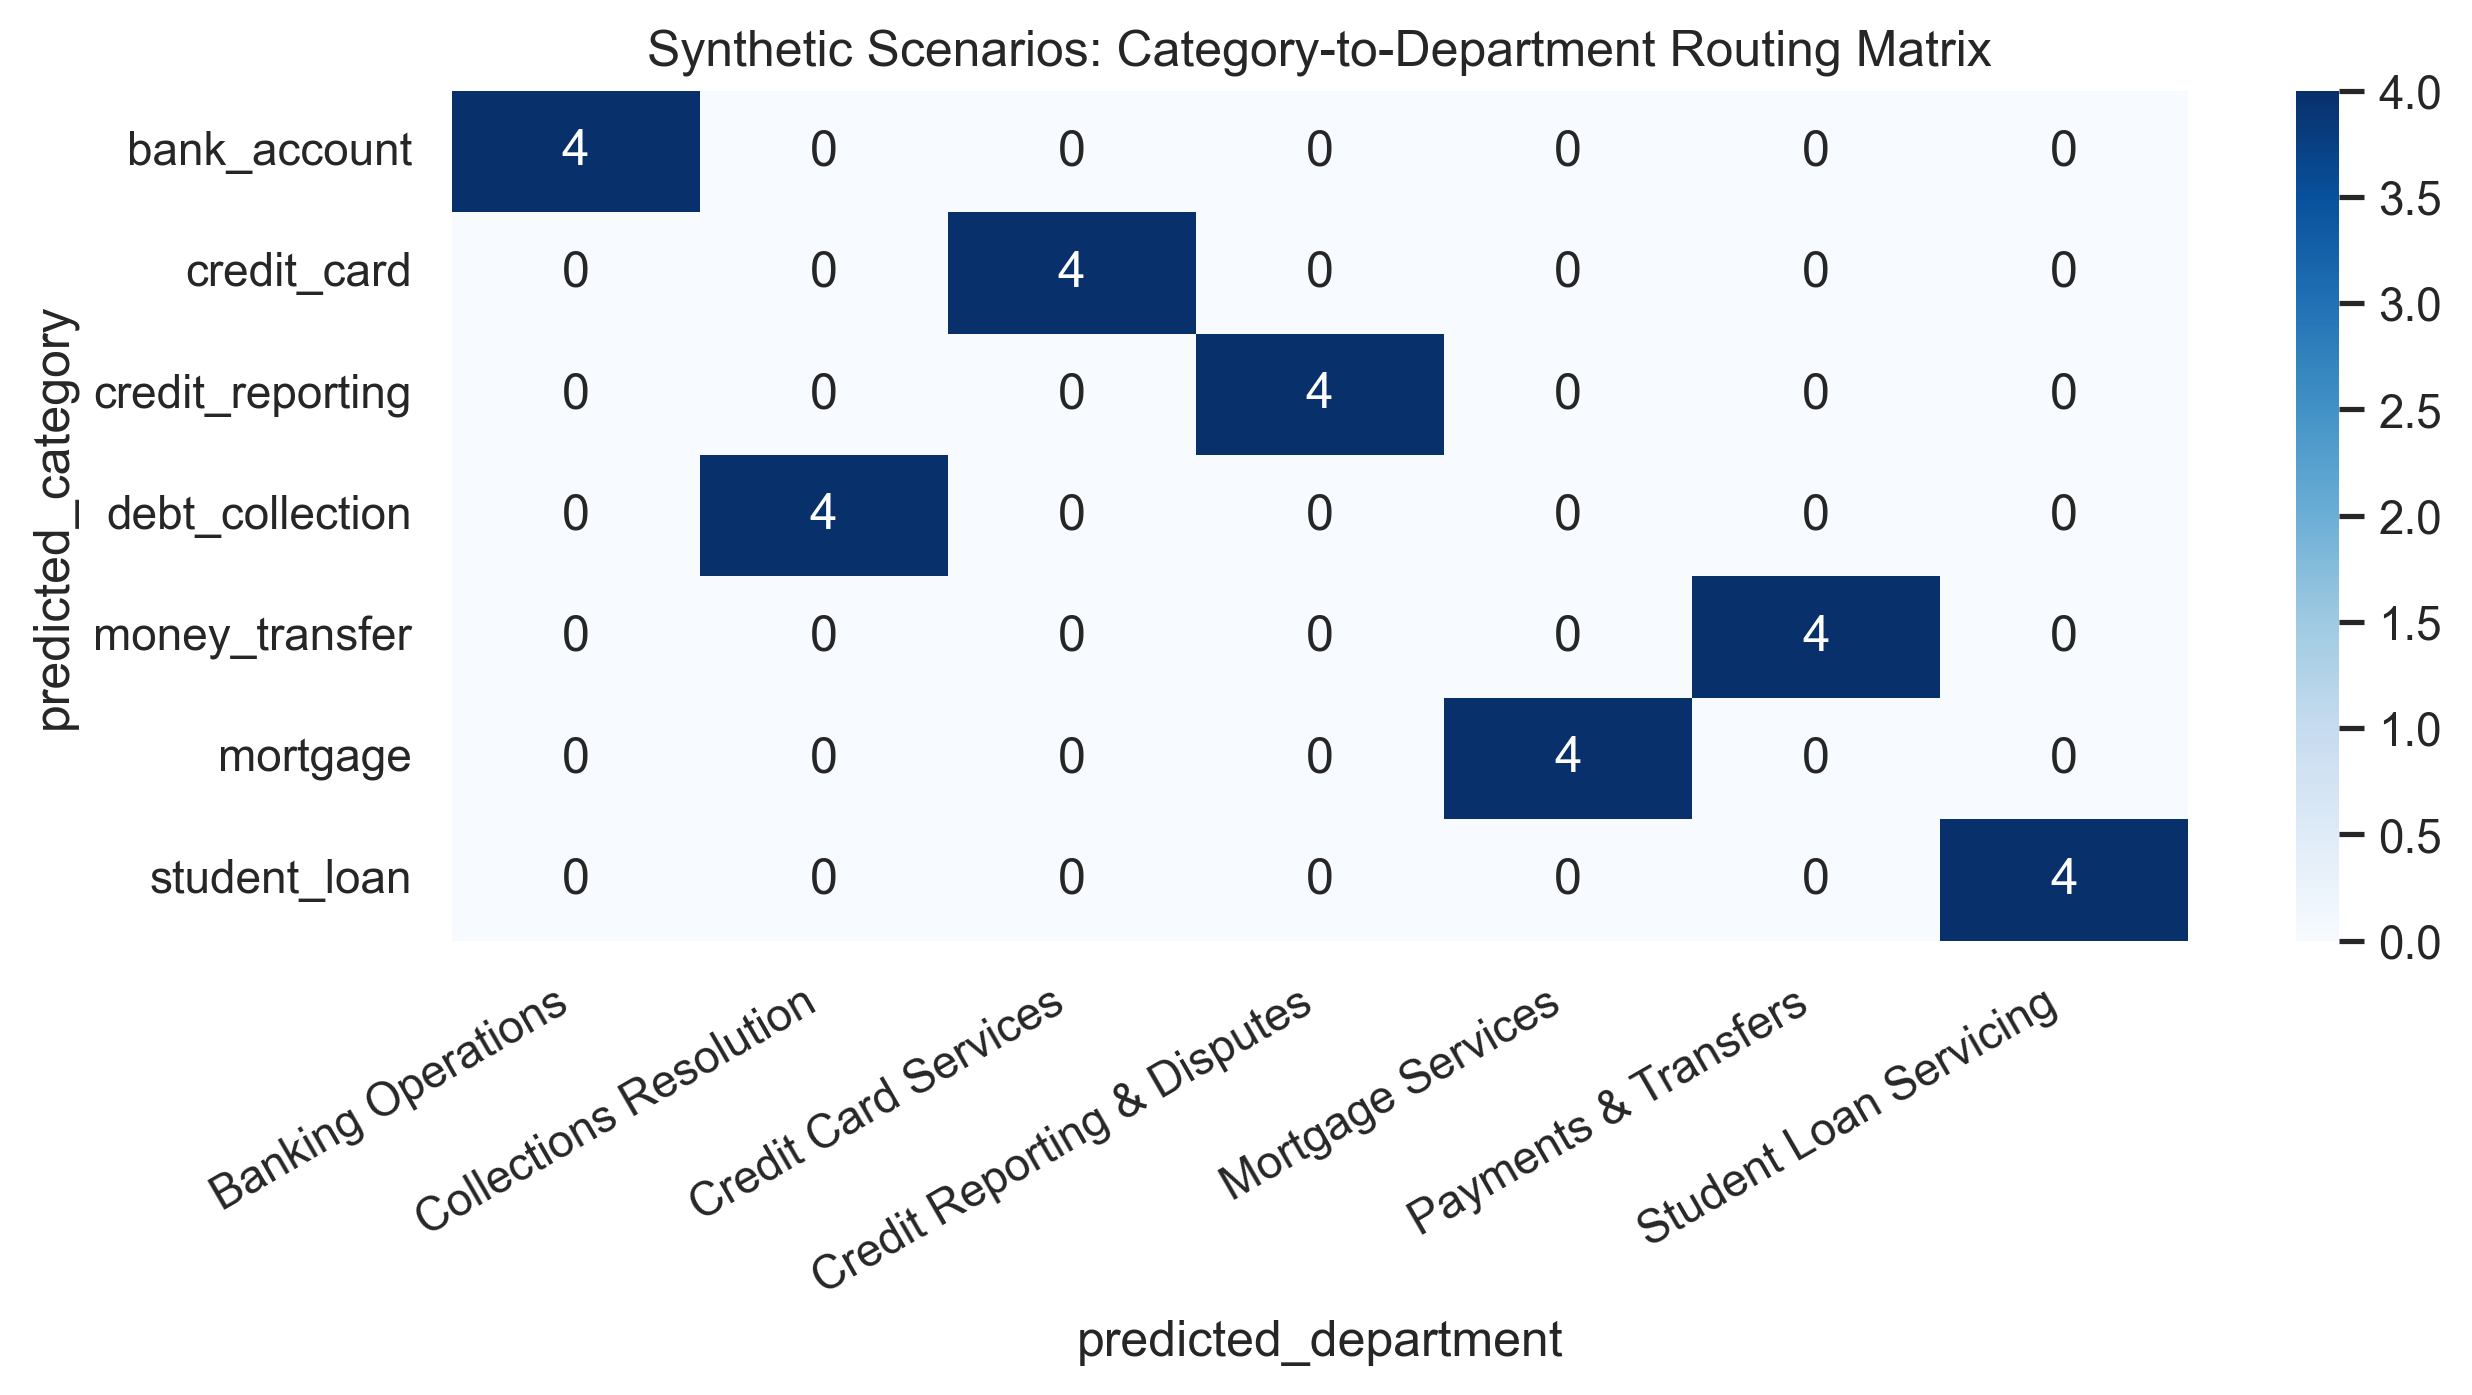 Synthetic Scenarios: Category-to-Department Routing Matrix
predicted_category
bank_account 4 0 0 0 0 0 0
credit_card 0 0 4 0 0 0 0
credit_reporting 0 0 0 4 0 0 0
debt_collection 0 4 0 0 0 0 0
money_transfer 0 0 0 0 0 4 0
mortgage 0 0 0 0 4 0 0
student_loan 0 0 0 0 0 0 4
4.0
3.5
3.0
2.5
2.0
1.5
1.0
0.5
0.0
Banking Operations
Collections Resolution
Credit Card Services
Credit Reporting & Disputes
Mortgage Services
Payments & Transfers
Student Loan Servicing
predicted_department